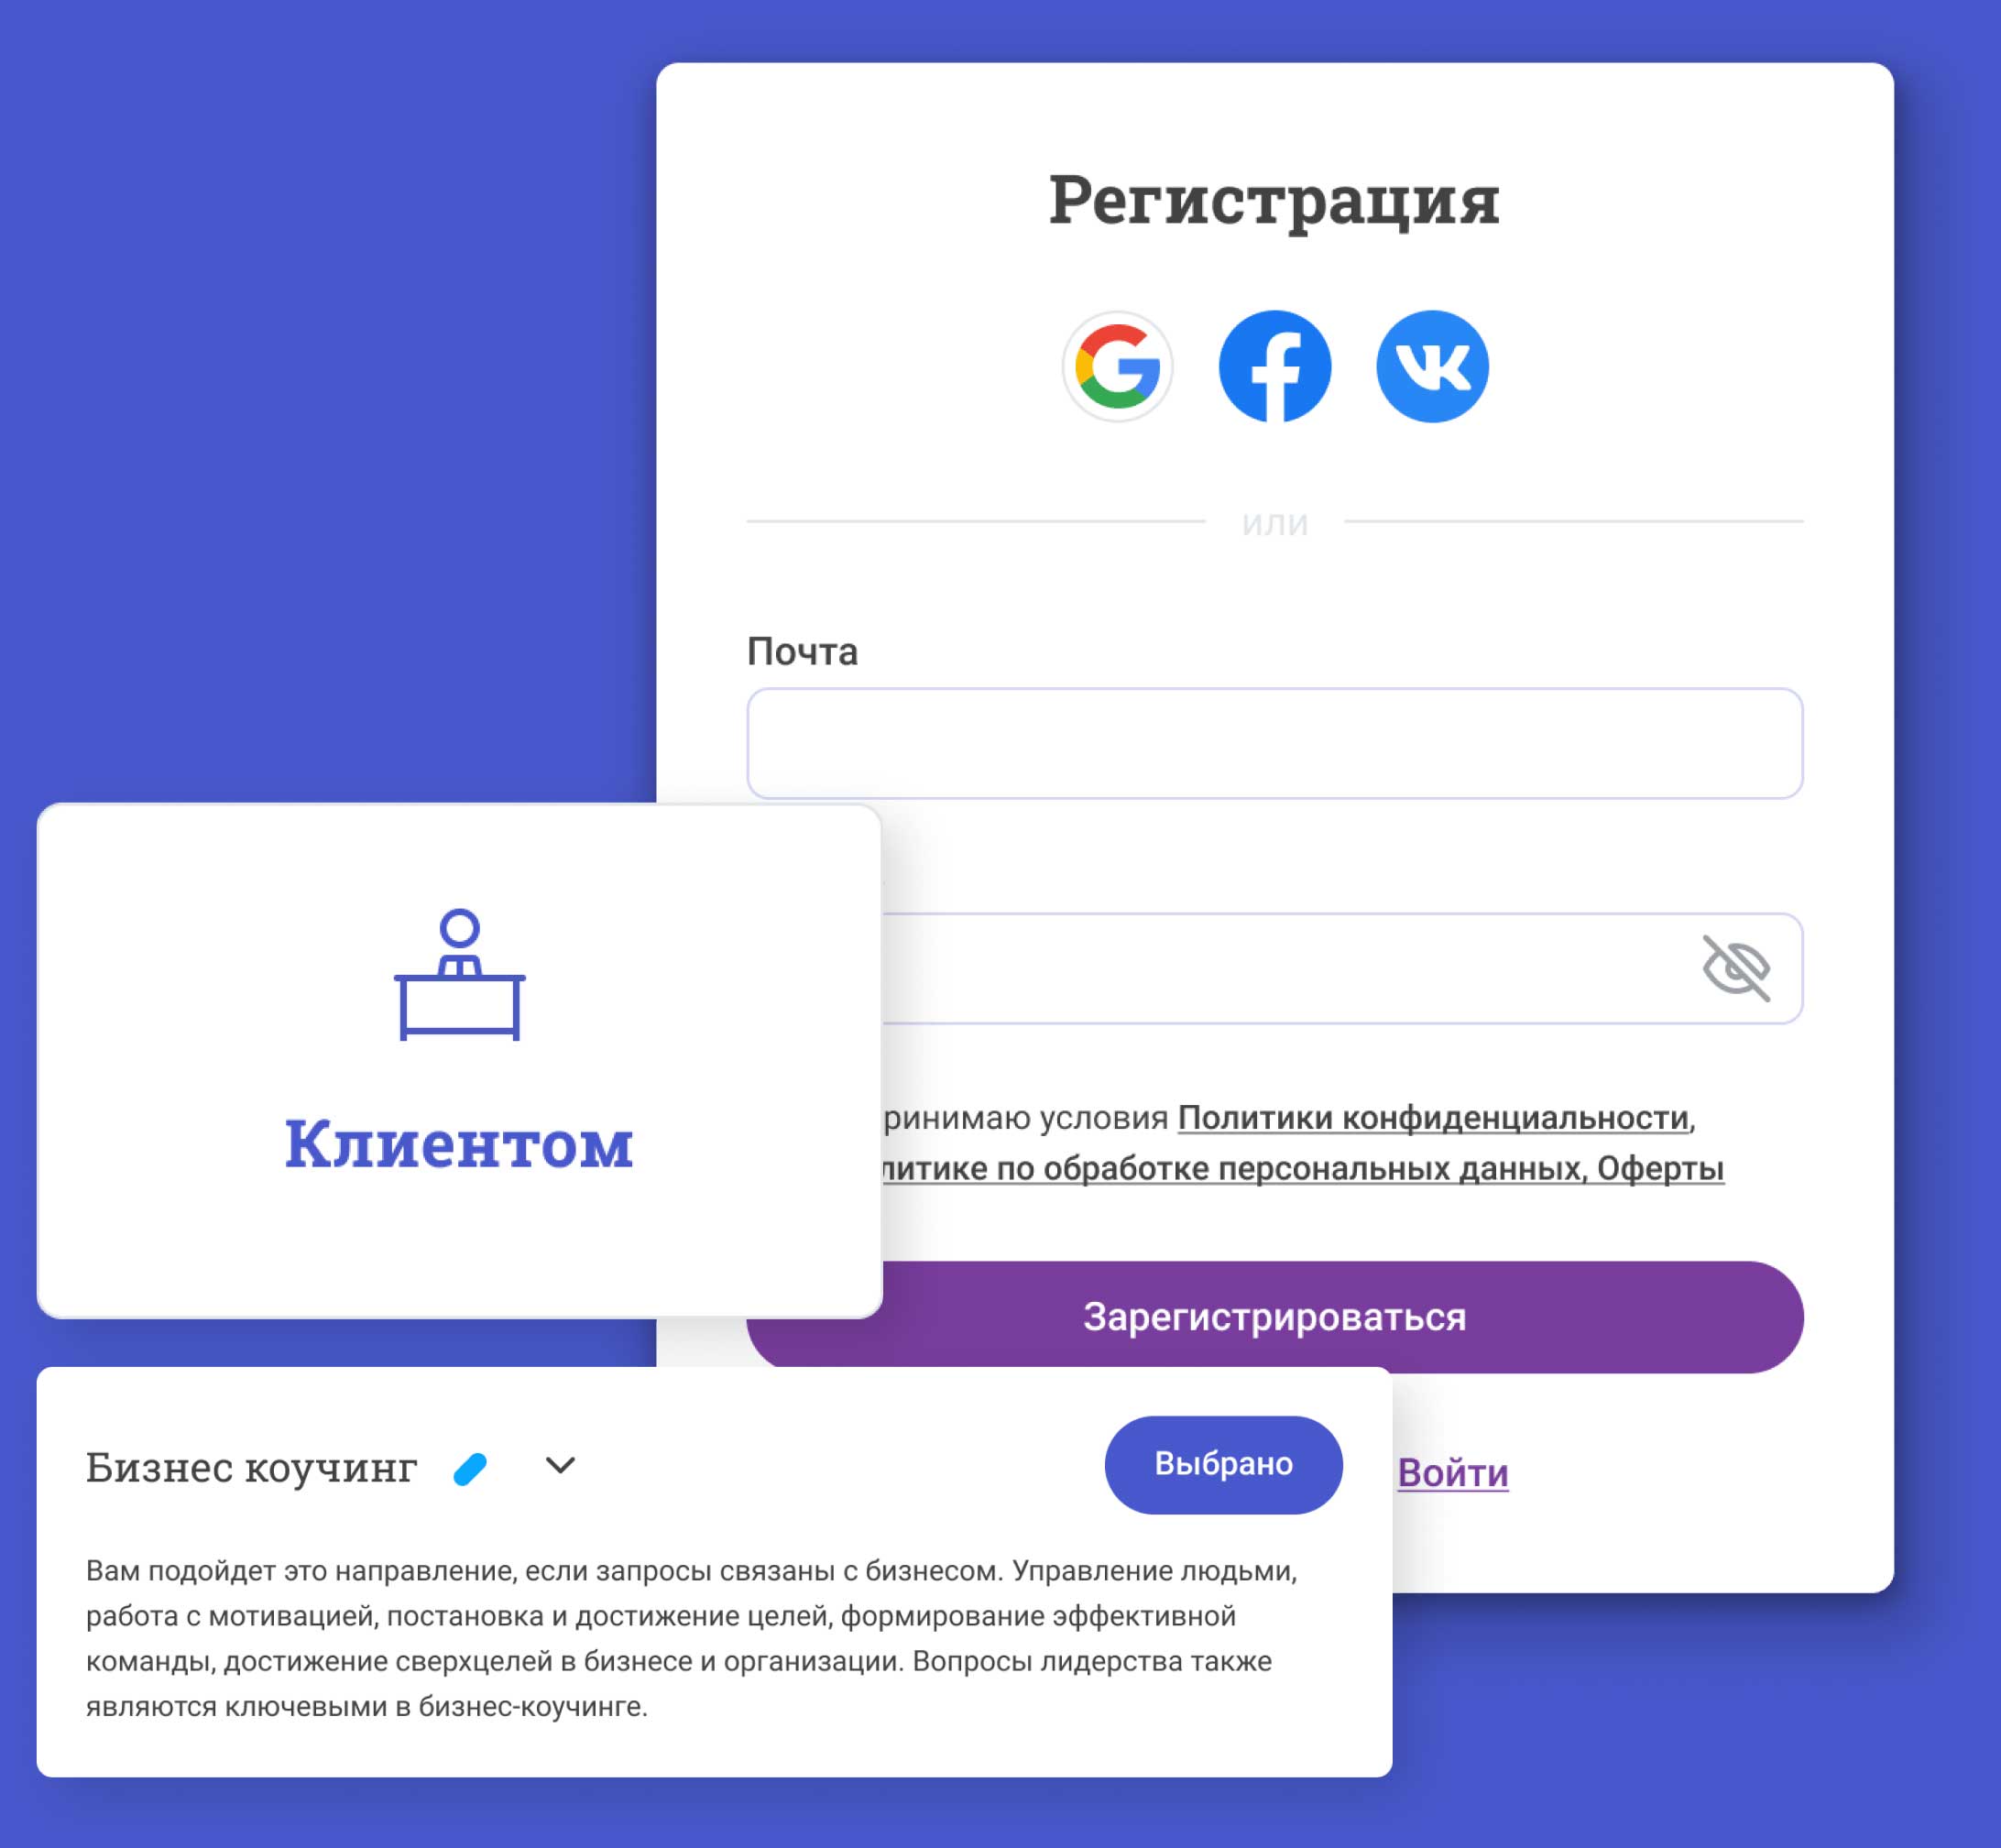 Регистрация
или
Почта
Клиентом
условия Политики конфиденциальности,
по обработке персональных данных, Оферты
Зарегистрироваться
Войти
Бизнес коучинг
Выбрано
Вам подойдет это направление, если запросы связаны с бизнесом. Управление людьми,
работа с мотивацией, постановка и достижение целей, формирование эффективной
команды, достижение сверхцелей в бизнесе и организации. Вопросы лидерства также
являются ключевыми в бизнес-коучинге.